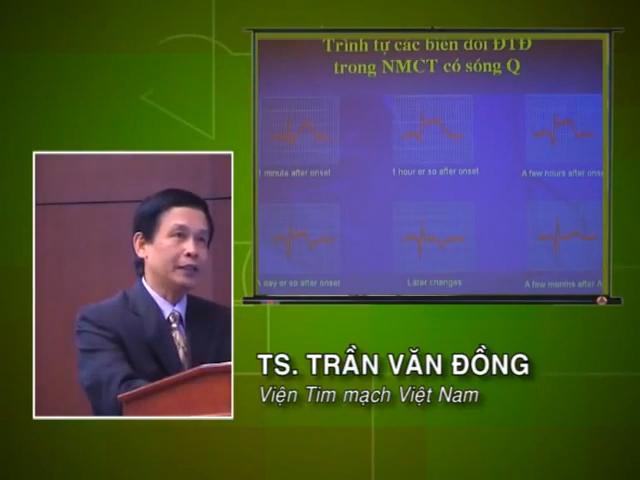 Trình tự các biến đổi ĐTĐ
trong NMCT có sóng Q
1 minute after onset
1 hour or so after onset
A few hours after onse
A day or so after onset
Later changes
A few months after A
TS. TRẦN VĂN ĐỒNG
Viện Tim mạch Việt Nam